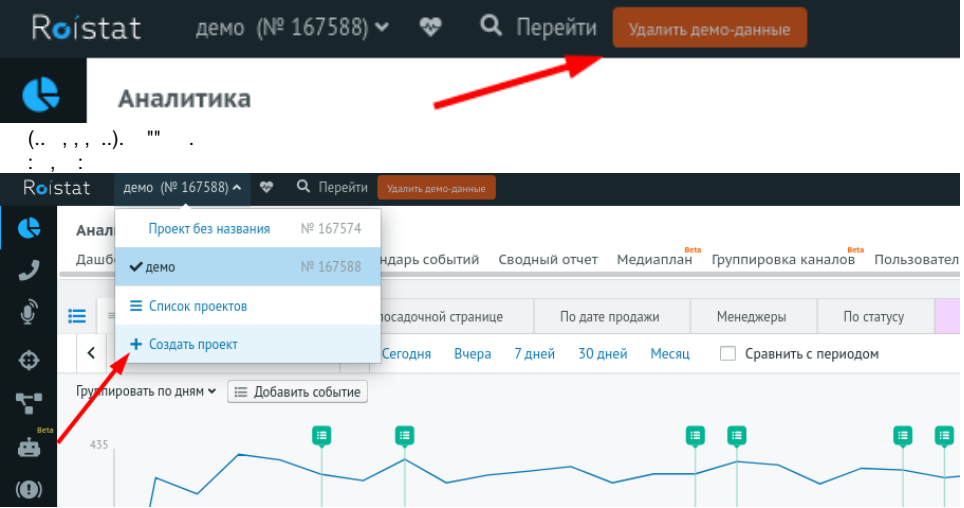 Roistat демо (№ 167588) Перейти Удалить демо-данные
Аналитика
(.. , , , ..). "" .
: , :
Roistat демо (№ 167588) Перейти Удалить демо-данные
Проект без названия № 167574
демо № 167588
Список проектов
Создать проект
Анал
Дашб ндарь событий Сводный отчет Медиаплан Beta Группировка каналов Beta Пользовател
посадочной странице По дате продажи Менеджеры По статусу
Сегодня Вчера 7 дней 30 дней Месяц Сравнить с периодом
Группировать по дням Добавить событие
Beta
435